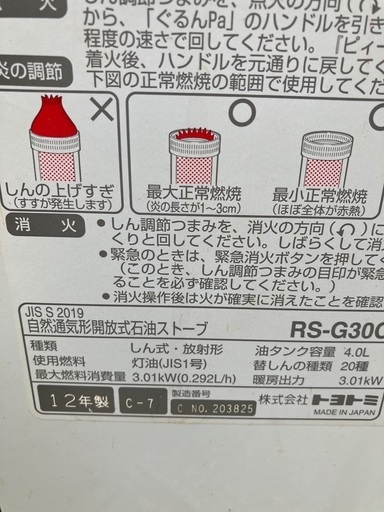 火
しん調節つまみを、点火の方向
から、「ぐるんPa」のハンドルを引き
程度の速さで回してください。「ピィー
炎の調節
着火後、ハンドルを元通りに戻してく
下図の正常燃焼の範囲で使用してくだ
しんの上げすぎ
(すすが発生します)
最大正常燃焼
(炎の長さが1〜3cm)
最小正常燃焼
(ほぼ全体が赤熱)
消火
●しん調節つまみを、消火の方向()に
くりと回してください。しばらくして消
●緊急のときは、緊急消火ボタンを押して
(このとき、しん調節つまみの目印が緊急
ることを必ず確認してください。)
●消火操作後は火が確実に消えたことを
JIS S 2019
自然通気形開放式石油ストーブ RS-G30
種類 しん式・放射形
使用燃料 灯油(JIS1号)
最大燃料消費量 3.01kW(0.292L/h)
油タンク容量 4.0L
替しんの種類 20種
暖房出力 3.01kW
12年製
C-7
製造番号
C NO.203825
株式会社トヨトミ
MADE IN JAPAN